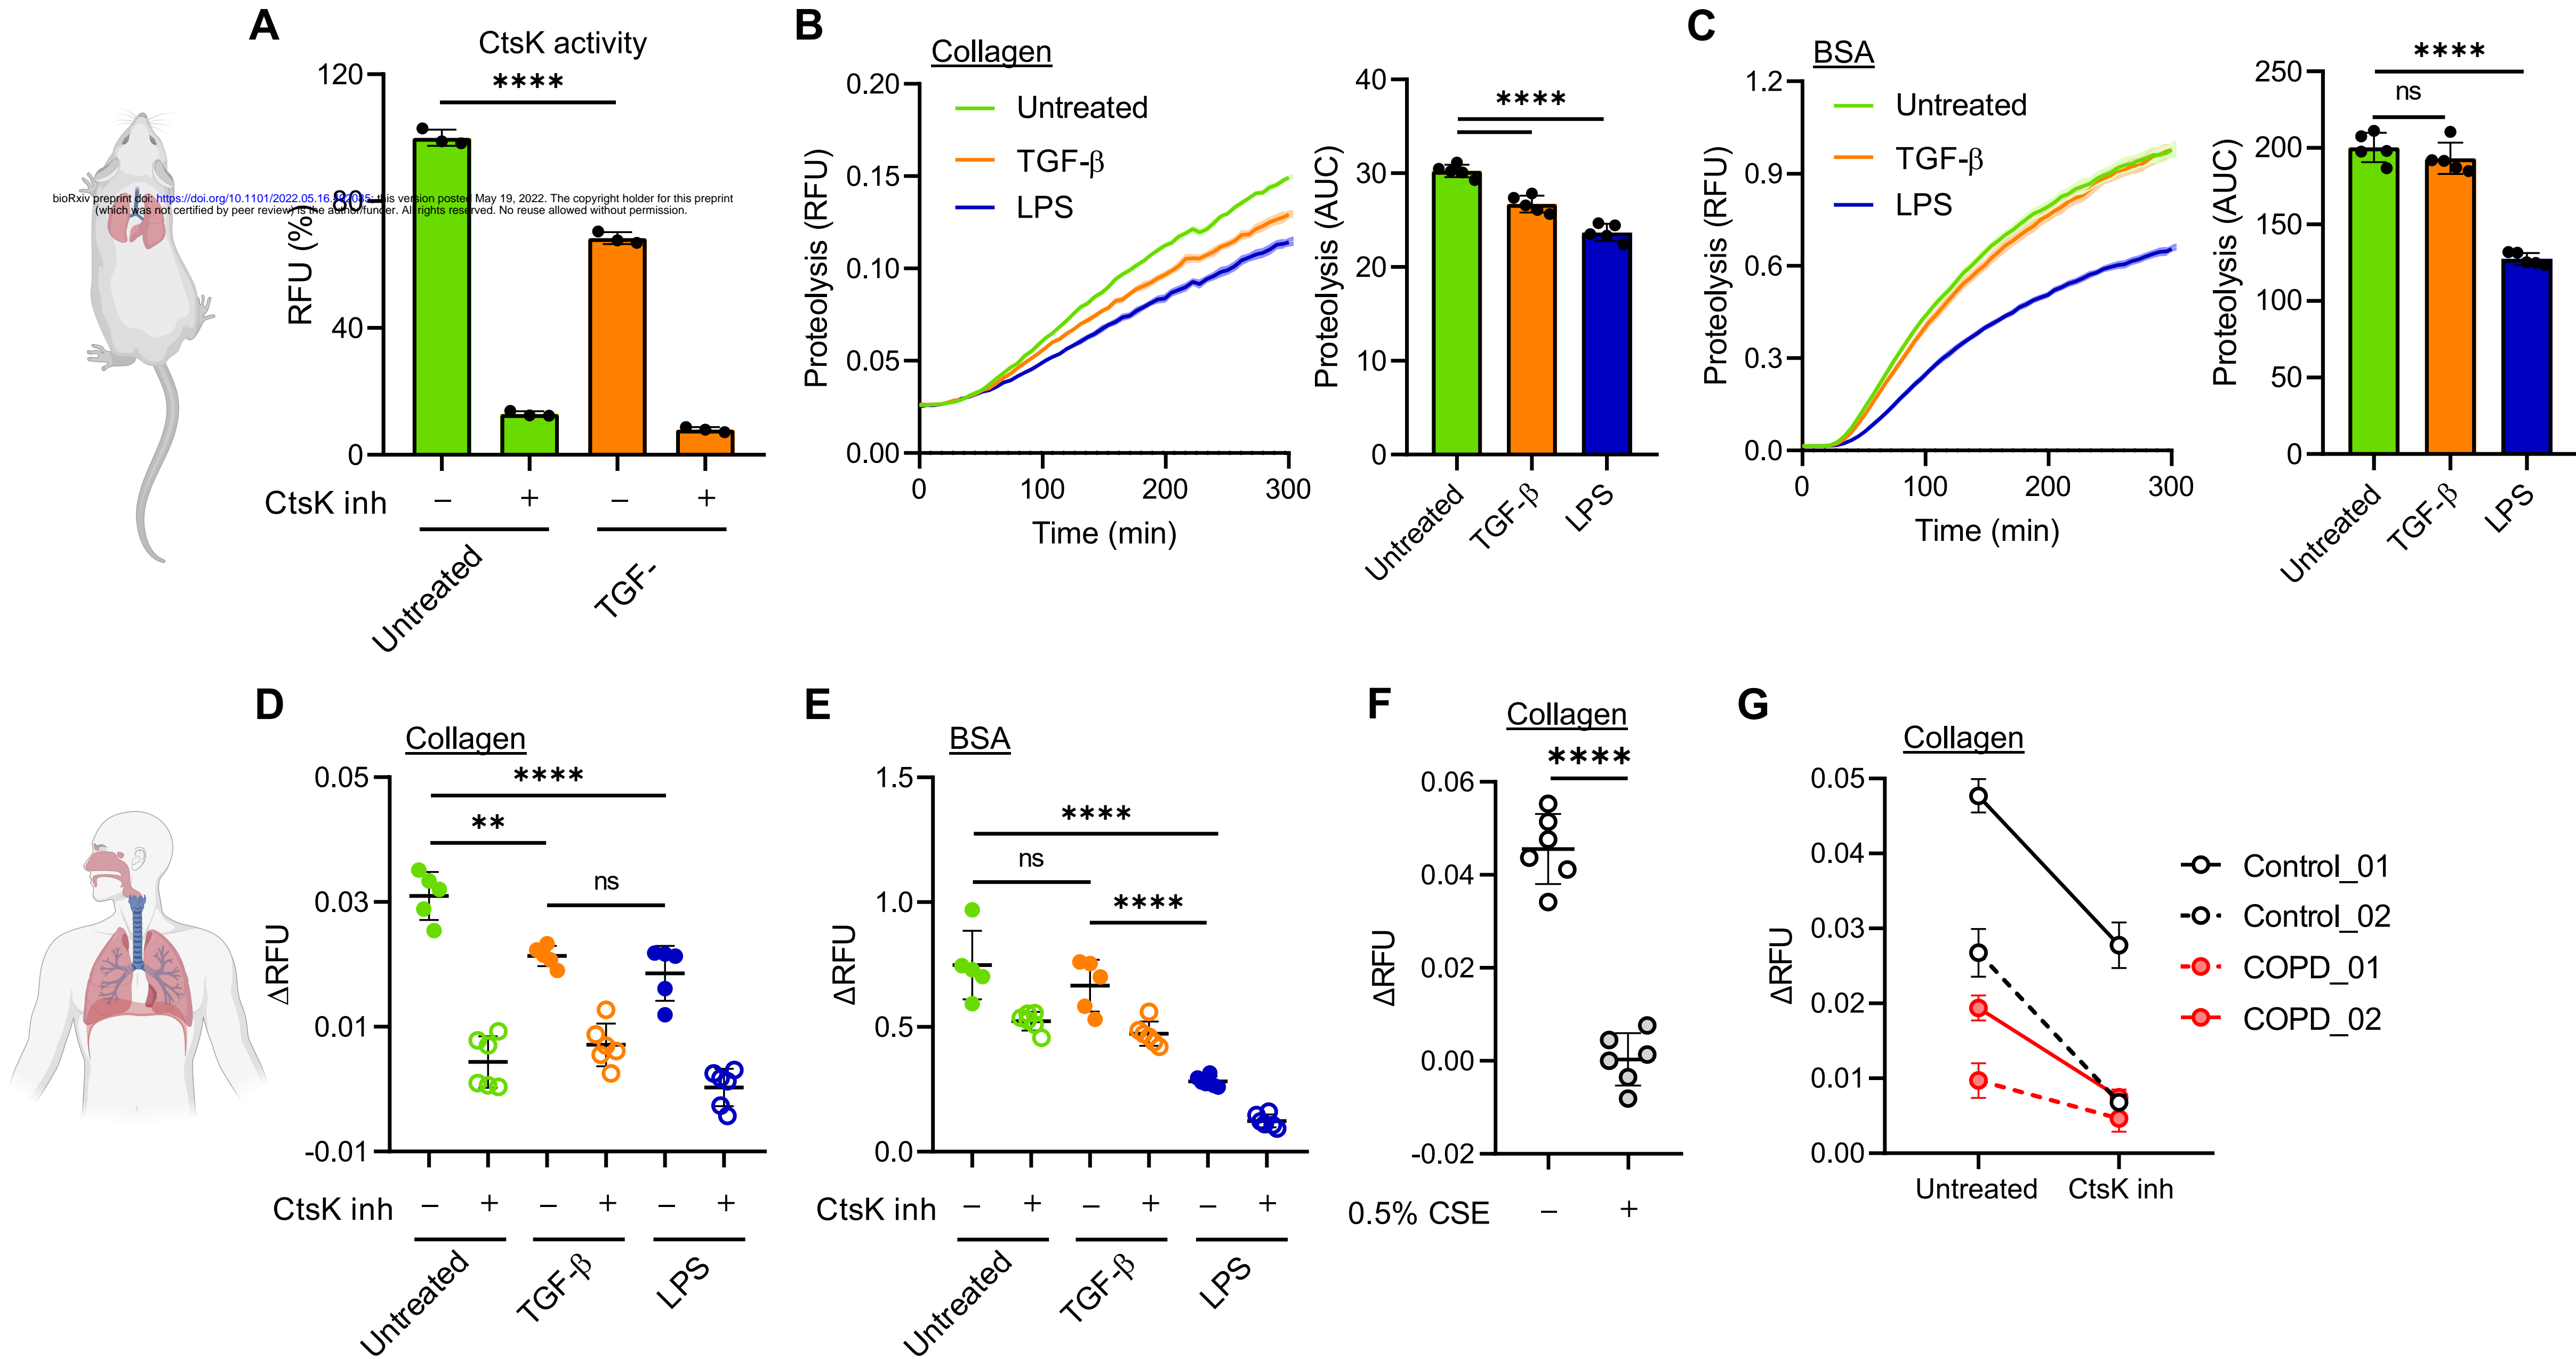 A
CtsK activity
****
120
80
40
0
RFU (%)
CtsK inh
−
+
−
+
Untreated
TGF-
bioRxiv preprint doi: https://doi.org/10.1101/2022.05.16. this version posted May 19, 2022. The copyright holder for this preprint
(which was not certified by peer review) is the author/funder. All rights reserved. No reuse allowed without permission.
B
Collagen
Untreated
TGF-β
LPS
0.20
0.15
0.10
0.05
0.00
Proteolysis (RFU)
0
100
200
300
Time (min)
****
40
30
20
10
0
Proteolysis (AUC)
Untreated
TGF-β
LPS
C
BSA
Untreated
TGF-β
LPS
1.2
0.9
0.6
0.3
0.0
Proteolysis (RFU)
0
100
200
300
Time (min)
****
ns
250
200
150
100
50
0
Proteolysis (AUC)
Untreated
TGF-β
LPS
D
Collagen
****
**
ns
0.05
0.03
0.01
-0.01
ΔRFU
CtsK inh
−
+
−
+
−
+
Untreated
TGF-β
LPS
E
BSA
****
ns
****
1.5
1.0
0.5
0.0
ΔRFU
CtsK inh
−
+
−
+
−
+
Untreated
TGF-β
LPS
F
Collagen
****
0.06
0.04
0.02
0.00
-0.02
ΔRFU
0.5% CSE
−
+
G
Collagen
0.05
0.04
0.03
0.02
0.01
0.00
ΔRFU
Untreated
CtsK inh
Control_01
Control_02
COPD_01
COPD_02